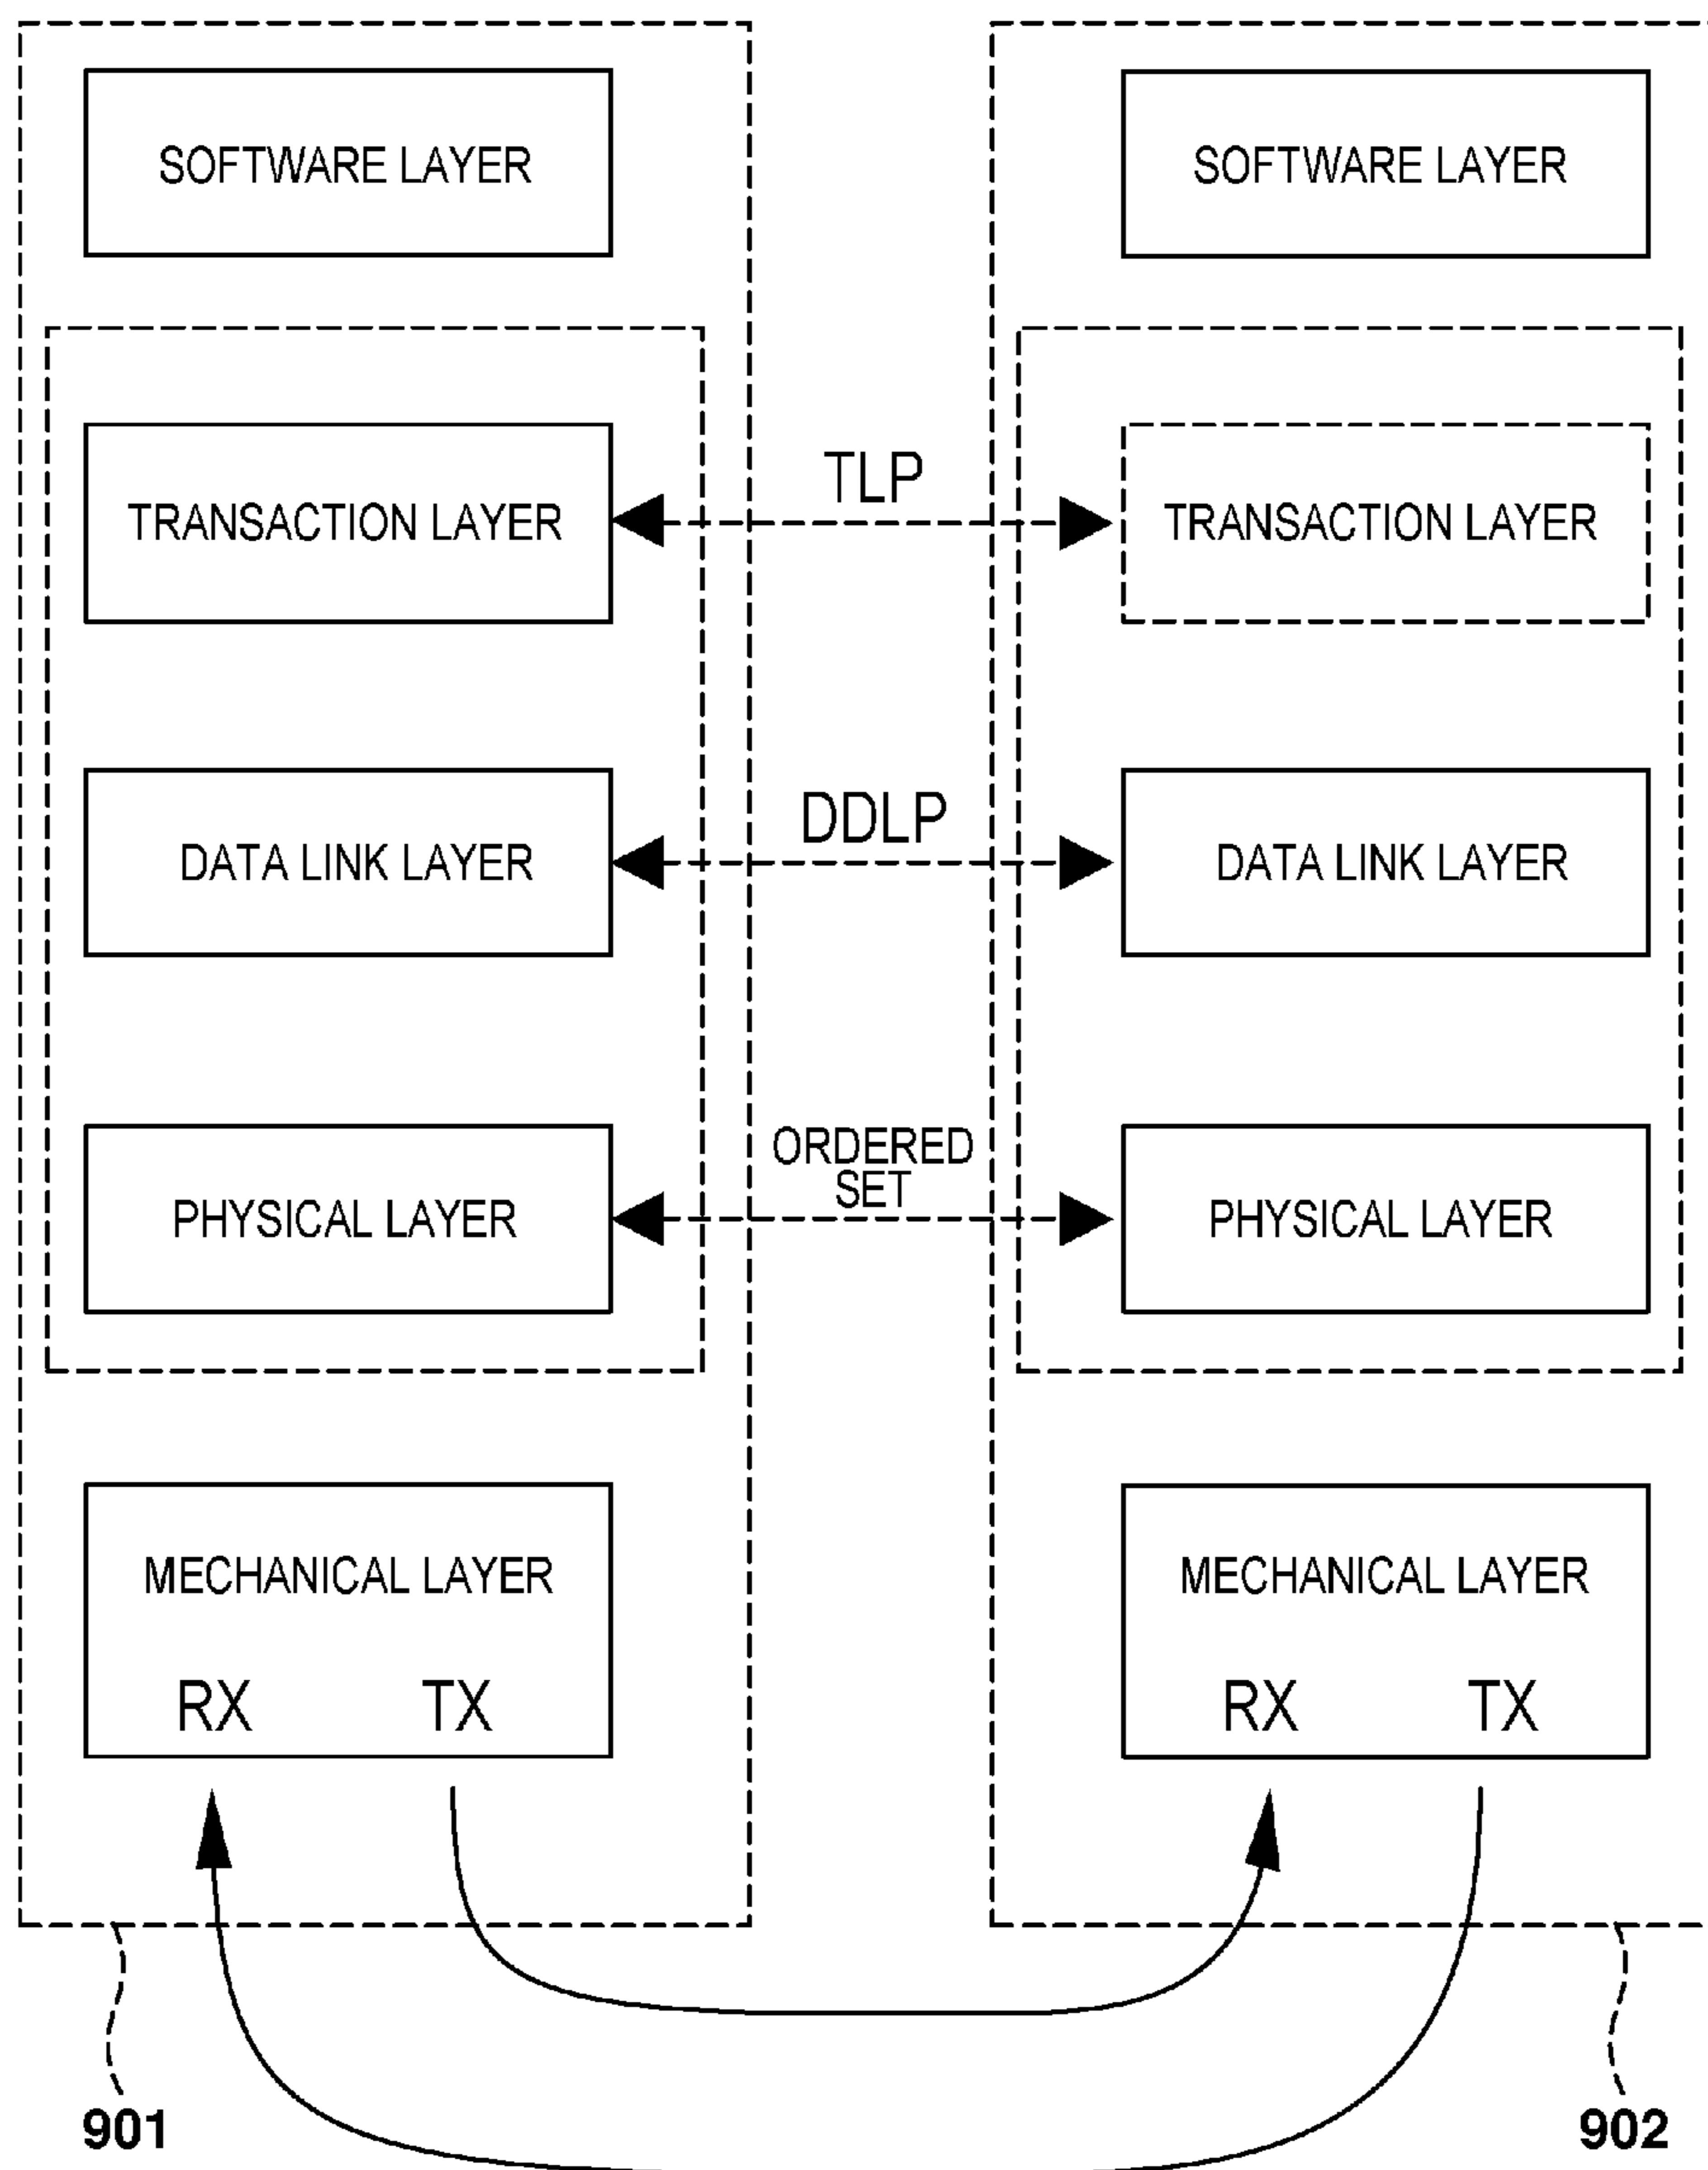 SOFTWARE LAYER
SOFTWARE LAYER
TRANSACTION LAYER
TLP
TRANSACTION LAYER
DATA LINK LAYER
DDLP
DATA LINK LAYER
PHYSICAL LAYER
ORDERED
SET
PHYSICAL LAYER
MECHANICAL LAYER
RX TX
MECHANICAL LAYER
RX TX
901
902